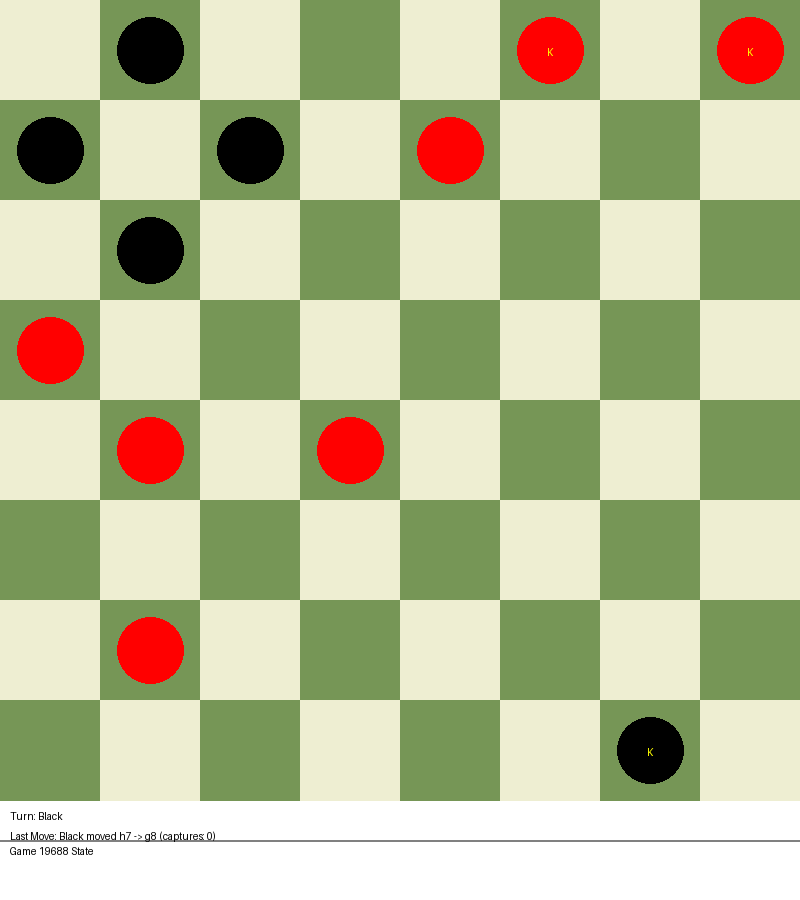 K K
K
Turn: Black
Last Move: Black moved h7 -> g8 (captures: 0)
Game 19688 State